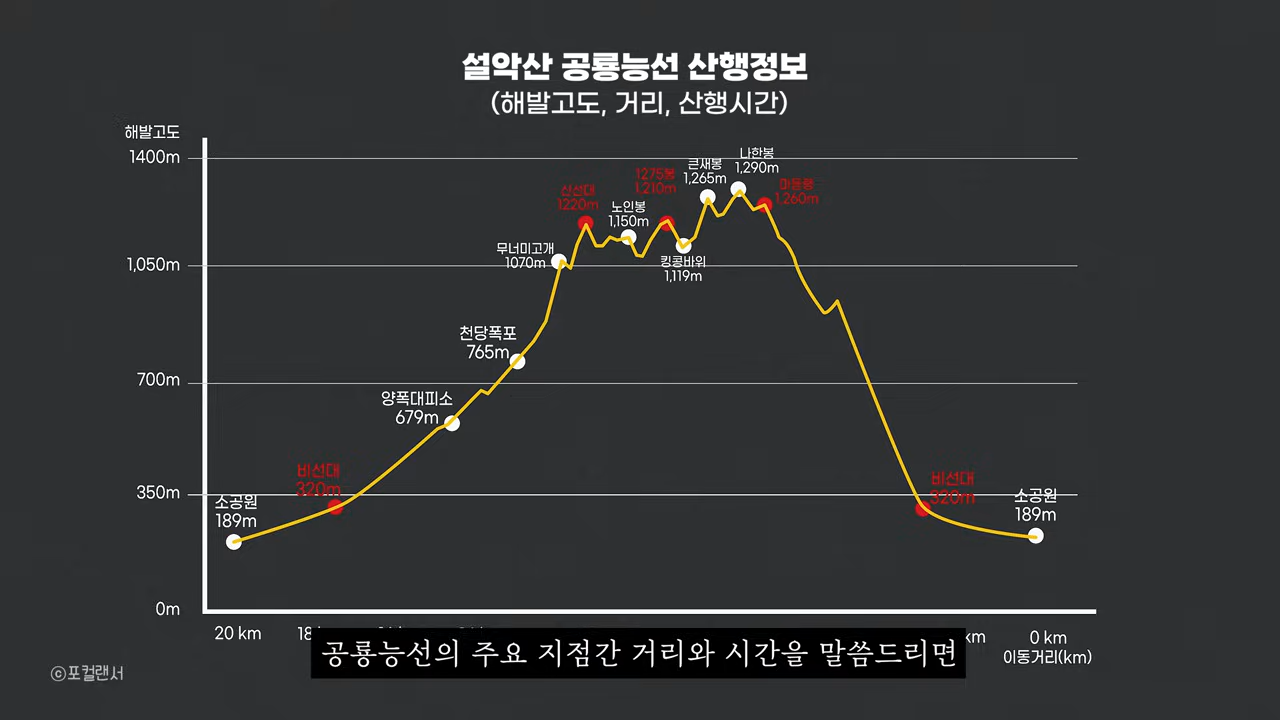 설악산 공룡능선 산행정보
(해발고도, 거리, 산행시간)
해발고도
1400m
1,050m
700m
350m
0m
소공원
189m
비선대
320m
양폭대피소
679m
천당폭포
765m
무너미고개
1070m
신선대
1220m
노인봉
1,150m
1275봉
1,210m
킹콩바위
1,119m
큰새봉
1,265m
나한봉
1,290m
마등령
1,260m
비선대
320m
소공원
189m
20 km
km
0 km
이동거리(km)
공룡능선의 주요 지점간 거리와 시간을 말씀드리면
ⓒ포컬랜서